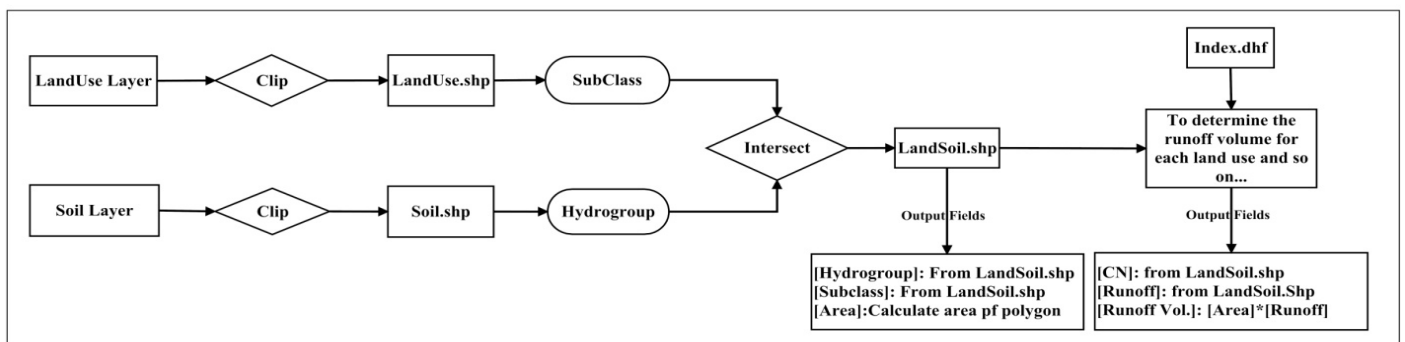 Index.dhf
LandUse Layer
Clip
LandUse.shp
SubClass
To determine the
runoff volume for
each land use and so
on...
Intersect
LandSoil.shp
Soil Layer
Clip
Soil.shp
Hydrogroup
Output Fields
Output Fields
[Hydrogroup]: From LandSoil.shp
[Subclass]: From LandSoil.shp
[Area]:Calculate area pf polygon
[CN]: from LandSoil.shp
[Runoff]: from LandSoil.Shp
[Runoff Vol.]: [Area]*[Runoff]